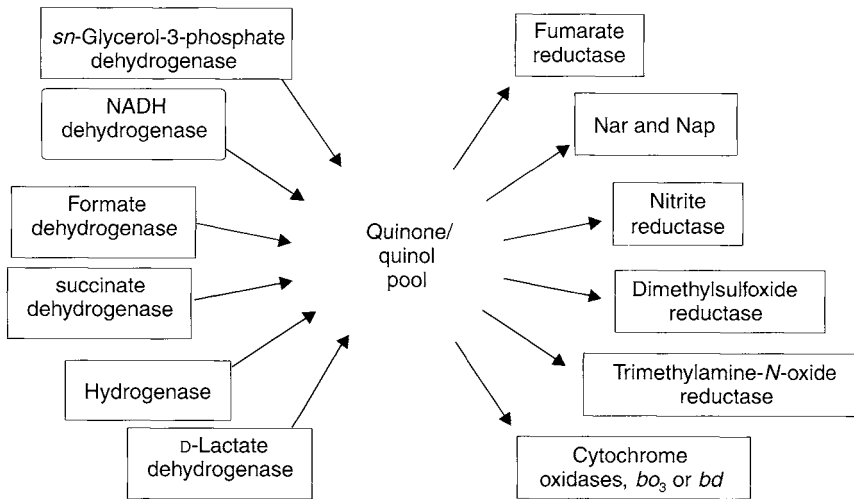 sn-Glycerol-3-phosphate
dehydrogenase
NADH
dehydrogenase
Formate
dehydrogenase
succinate
dehydrogenase
Hydrogenase
D-Lactate
dehydrogenase
Quinone/
quinol
pool
Fumarate
reductase
Nar and Nap
Nitrite
reductase
Dimethylsulfoxide
reductase
Trimethylamine-N-oxide
reductase
Cytochrome
oxidases, bo₃ or bd